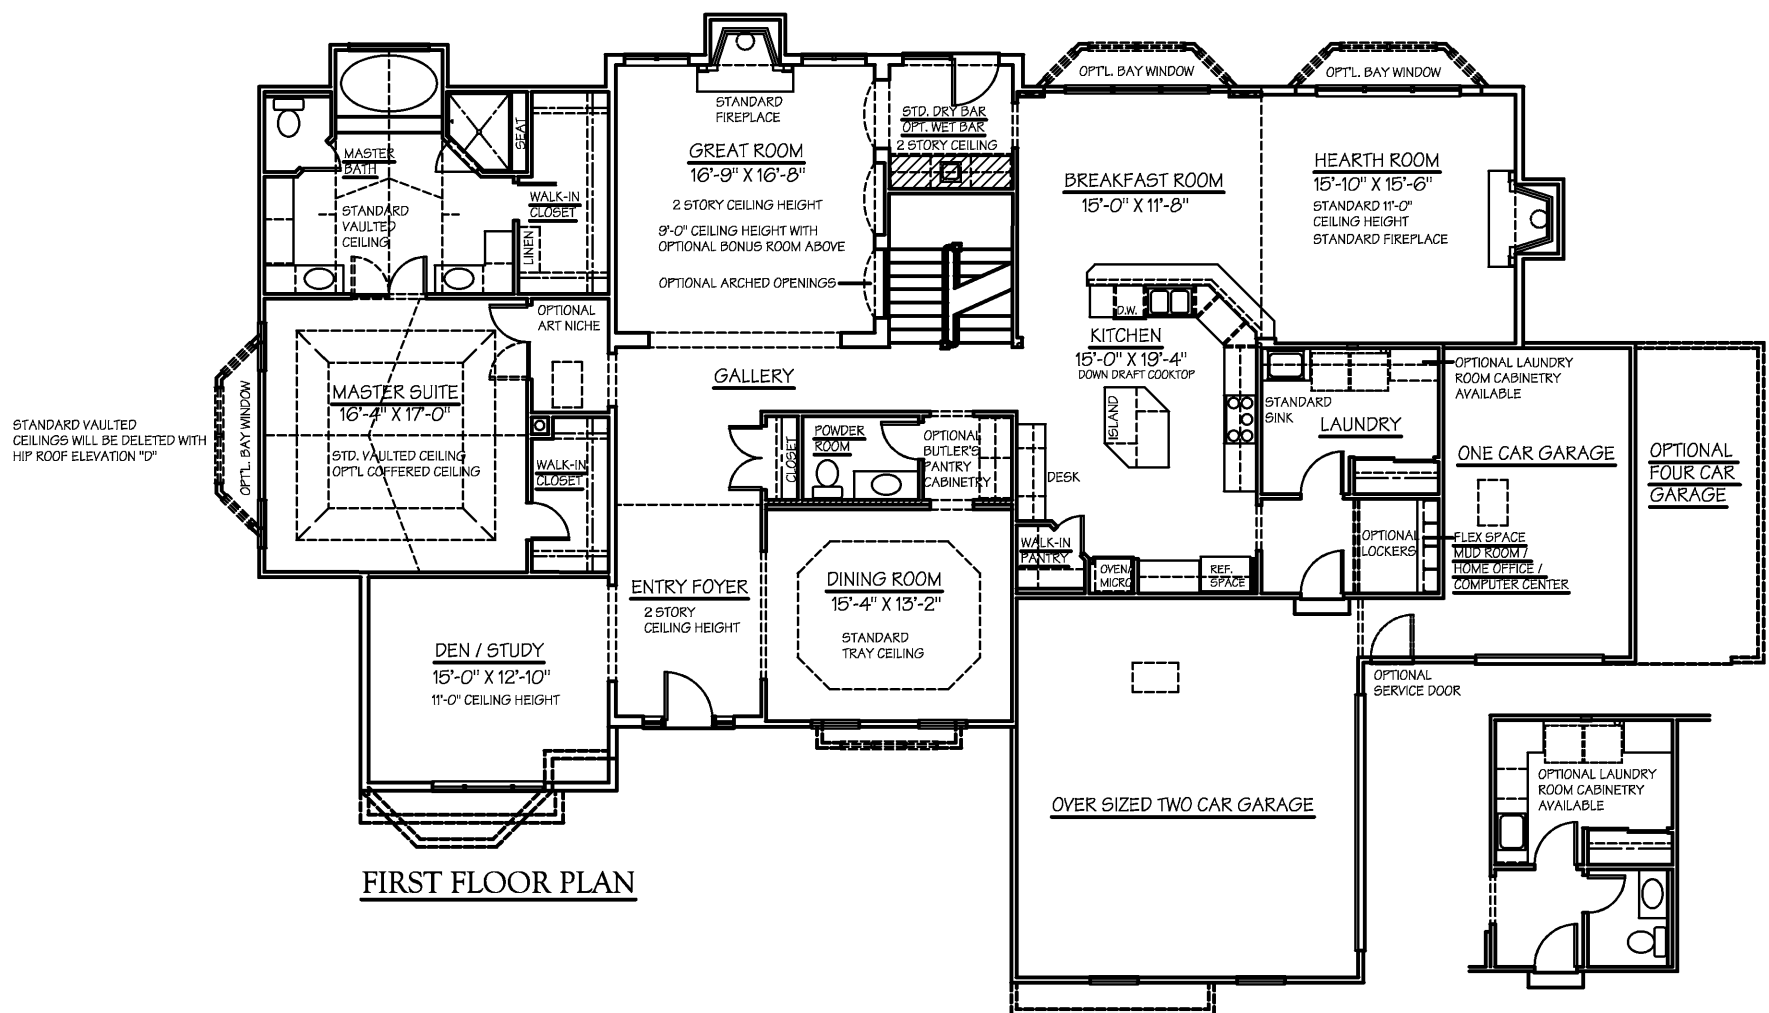 OPT'L. BAY WINDOW
OPT'L. BAY WINDOW
STANDARD
FIREPLACE
STD. DRY BAR
OPT. WET BAR
2 STORY CEILING
SEAT
MASTER
BATH
GREAT ROOM
16'-9" X 16'-8"
HEARTH ROOM
15'-10" X 15'-6"
STANDARD 11'-0"
CEILING HEIGHT
STANDARD FIREPLACE
BREAKFAST ROOM
15'-0" X 11'-8"
WALK-IN
CLOSET
STANDARD
VAULTED
CEILING
LINEN
2 STORY CEILING HEIGHT
9'-0" CEILING HEIGHT WITH
OPTIONAL BONUS ROOM ABOVE
OPTIONAL ARCHED OPENINGS
OPTIONAL
ART NICHE
D.W.
KITCHEN
15'-0" X 19'-4"
DOWN DRAFT COOKTOP
ISLAND
GALLERY
MASTER SUITE
16'-4" X 17'-0"
STD. VAULTED CEILING
OPT'L COFFERED CEILING
OPT'L. BAY WINDOW
STANDARD VAULTED
CEILINGS WILL BE DELETED WITH
HIP ROOF ELEVATION "D"
WALK-IN
CLOSET
CLOSET
POWDER
ROOM
OPTIONAL
BUTLER'S
PANTRY
CABINETRY
DESK
STANDARD
SINK
LAUNDRY
OPTIONAL LAUNDRY
ROOM CABINETRY
AVAILABLE
ONE CAR GARAGE
OPTIONAL
FOUR CAR
GARAGE
OPTIONAL
LOCKERS
FLEX SPACE
MUD ROOM /
HOME OFFICE /
COMPUTER CENTER
WALK-IN
PANTRY
OVEN/
MICRO
REF.
SPACE
ENTRY FOYER
2 STORY
CEILING HEIGHT
DINING ROOM
15'-4" X 13'-2"
STANDARD
TRAY CEILING
DEN / STUDY
15'-0" X 12'-10"
11'-0" CEILING HEIGHT
OPTIONAL
SERVICE DOOR
OVER SIZED TWO CAR GARAGE
OPTIONAL LAUNDRY
ROOM CABINETRY
AVAILABLE
FIRST FLOOR PLAN